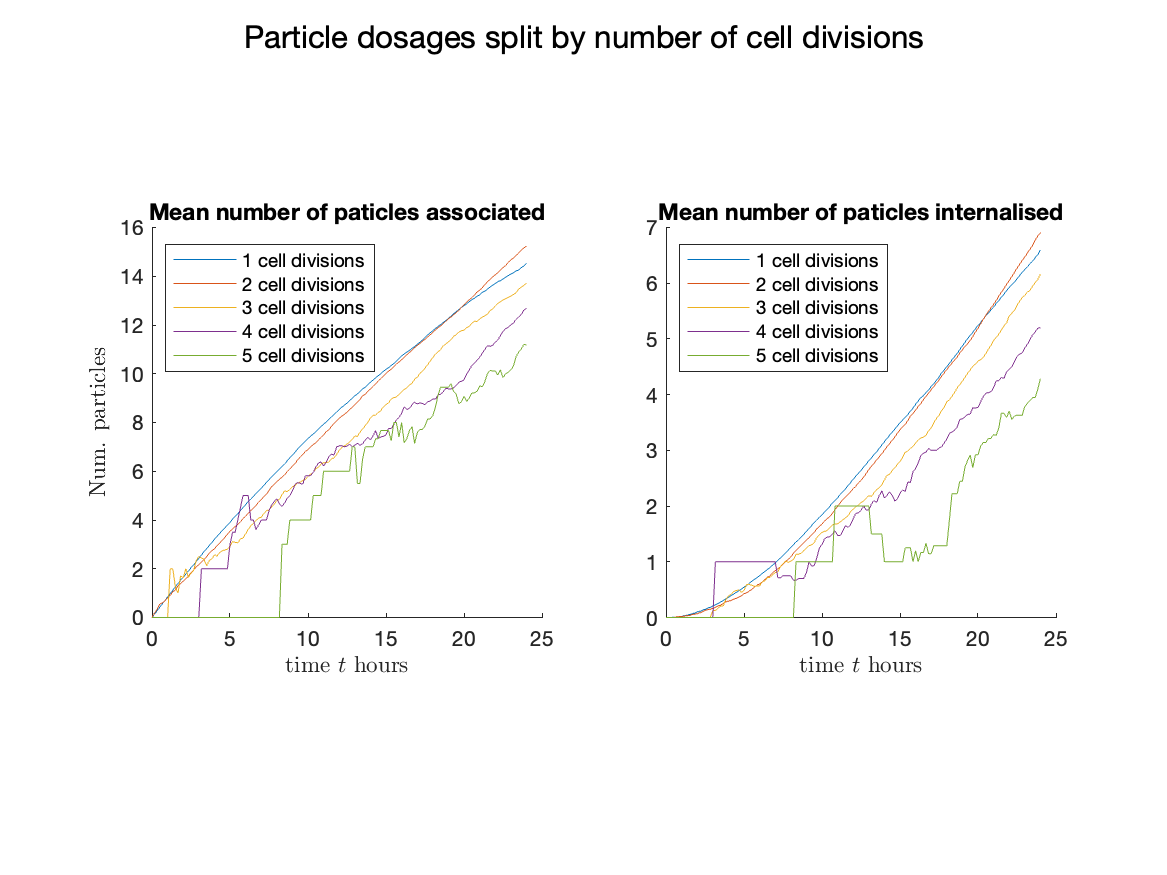 Particle dosages split by number of cell divisions
Mean number of paticles associated
16
14
12
10
8
6
4
2
0
Num. particles
1 cell divisions
2 cell divisions
3 cell divisions
4 cell divisions
5 cell divisions
0 5 10 15 20 25
time t hours
Mean number of paticles internalised
7
6
5
4
3
2
1
0
1 cell divisions
2 cell divisions
3 cell divisions
4 cell divisions
5 cell divisions
0 5 10 15 20 25
time t hours